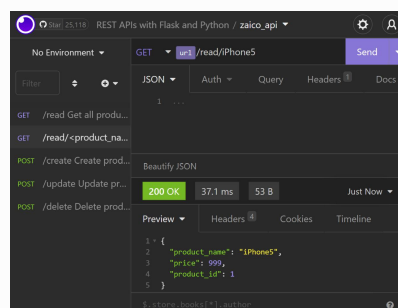 Star 25,118 REST APIs with Flask and Python / zaico_api
No Environment
GET url /read/iPhone5 Send
Filter
JSON Auth Query Headers 1 Docs
1 ...
GET /read Get all produ...
GET /read/<product_na...
POST /create Create prod...
POST /update Update pr...
POST /delete Delete prod...
Beautify JSON
200 OK 37.1 ms 53 B Just Now
Preview Headers 4 Cookies Timeline
1 {
2 "product_name": "iPhone5",
3 "price": 999,
4 "product_id": 1
5 }
$.store.books[*].author